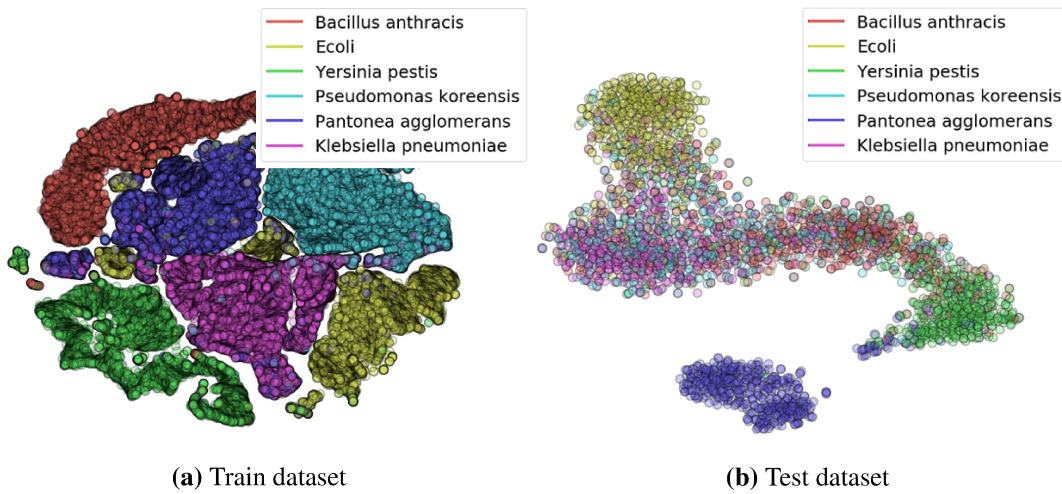 Bacillus anthracis
Ecoli
Yersinia pestis
Pseudomonas koreensis
Pantonea agglomerans
Klebsiella pneumoniae
Bacillus anthracis
Ecoli
Yersinia pestis
Pseudomonas koreensis
Pantonea agglomerans
Klebsiella pneumoniae
(a) Train dataset
(b) Test dataset